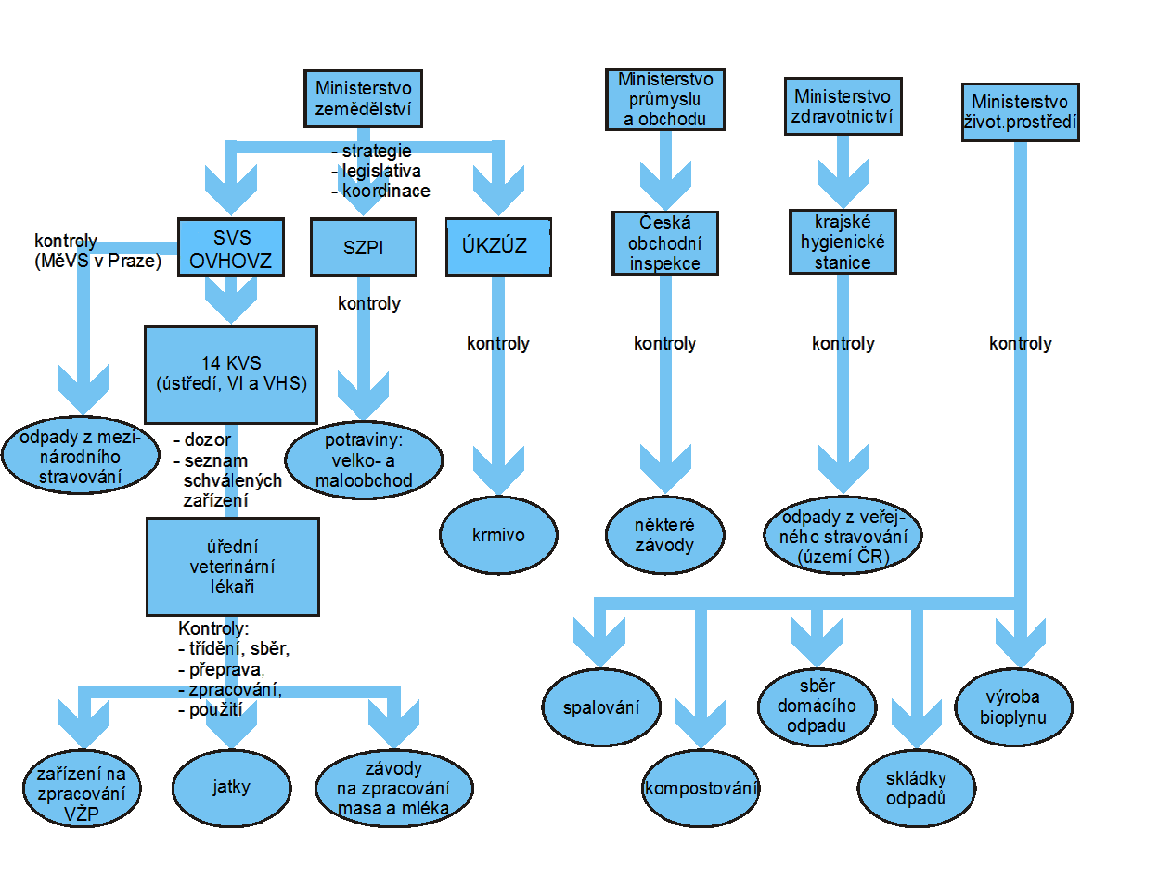 Ministerstvo
zemědělství
Ministerstvo
průmyslu
a obchodu
Ministerstvo
zdravotnictví
Ministerstvo
život.prostředí
- strategie
- legislativa
- koordinace
kontroly
(MěVS v Praze)
SVS
OVHOVZ
SZPI
ÚKZÚZ
Česká
obchodní
inspekce
krajské
hygienické
stanice
kontroly
kontroly
kontroly
kontroly
kontroly
14 KVS
(ústředí, VI a VHS)
odpady z mezi-
národního
stravování
- dozor
- seznam
schválených
zařízení
potraviny:
velko- a
maloobchod
krmivo
některé
závody
odpady z veřej-
ného stravování
(území ČR)
úřední
veterinární
lékaři
Kontroly:
- třídění, sběr,
- přeprava,
- zpracování,
- použití
spalování
sběr
domácího
odpadu
výroba
bioplynu
zařízení na
zpracování
VŽP
jatky
závody
na zpracování
masa a mléka
kompostování
skládky
odpadů